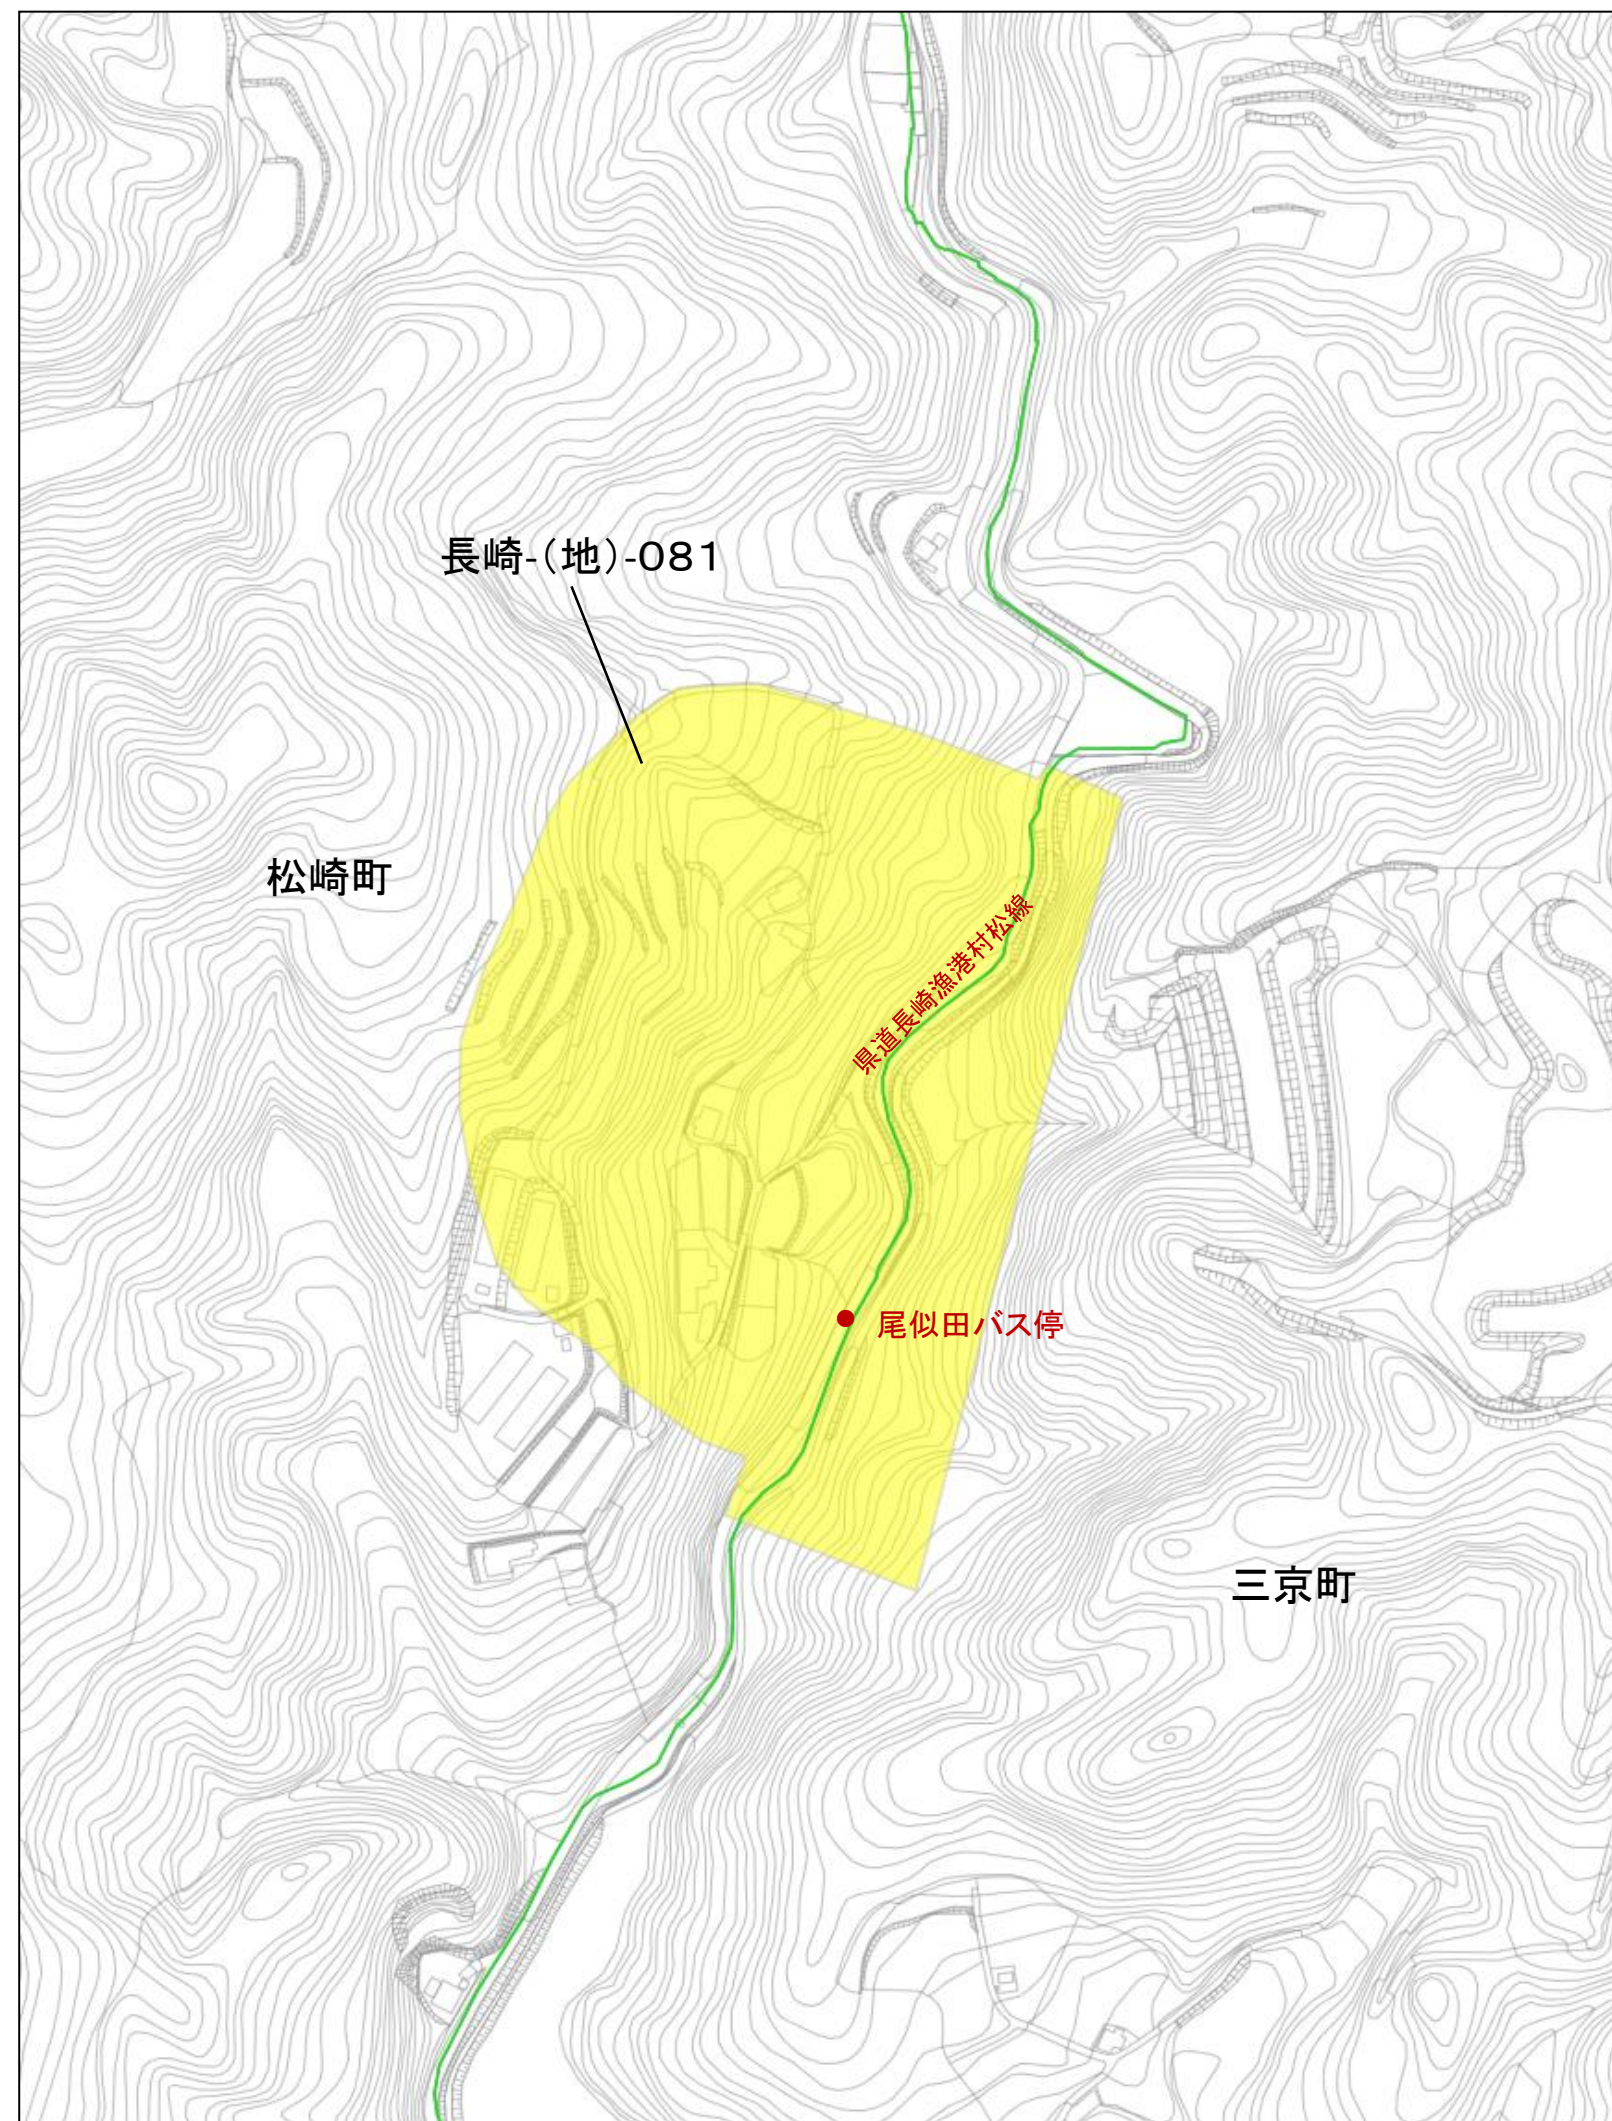 長崎-（地）-０８１
松崎町
県道長崎漁港村松線
尾似田バス停
三京町